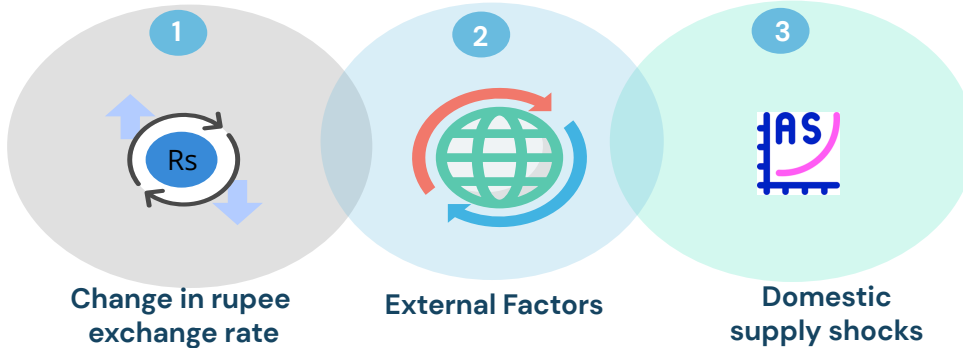 1
2
3
Rs
AS
Change in rupee
exchange rate
External Factors
Domestic
supply shocks